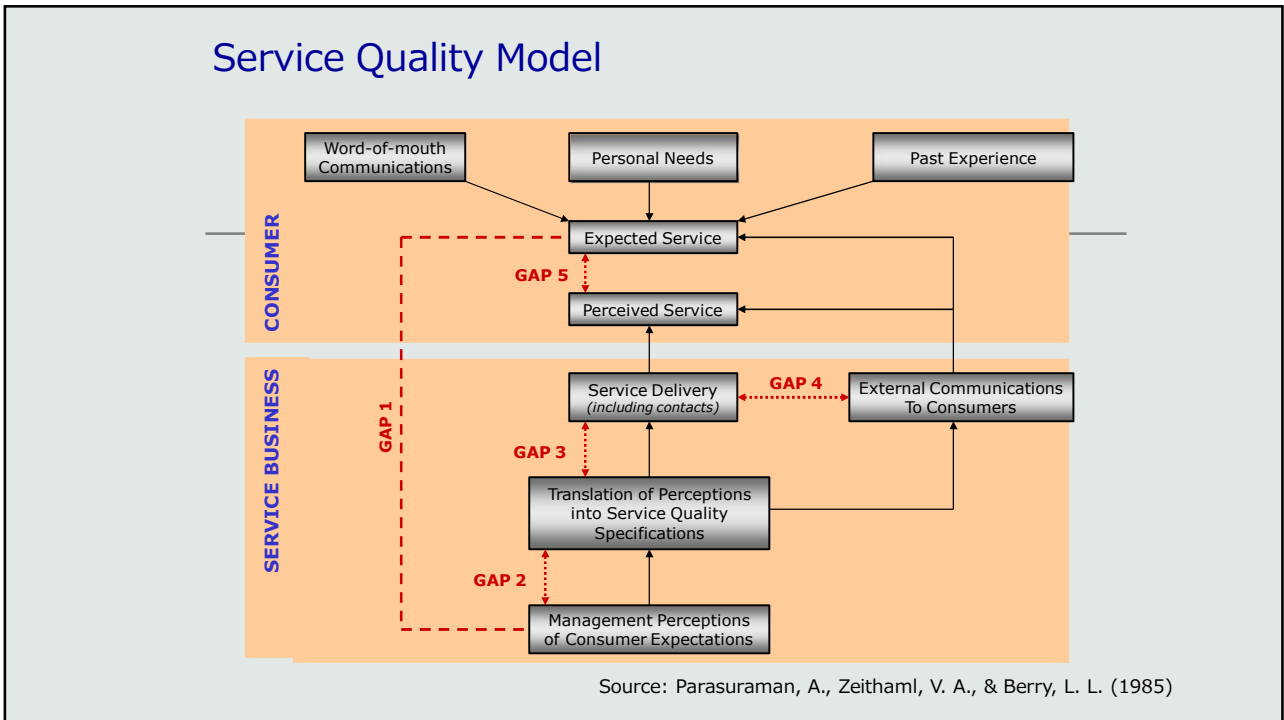 Service Quality Model
Word-of-mouth
Communications
Personal Needs
Past Experience
CONSUMER
Expected Service
GAP 5
Perceived Service
SERVICE BUSINESS
GAP 1
Service Delivery
(including contacts)
GAP 4
External Communications
To Consumers
GAP 3
Translation of Perceptions
into Service Quality
Specifications
GAP 2
Management Perceptions
of Consumer Expectations
Source: Parasuraman, A., Zeithaml, V. A., & Berry, L. L. (1985)